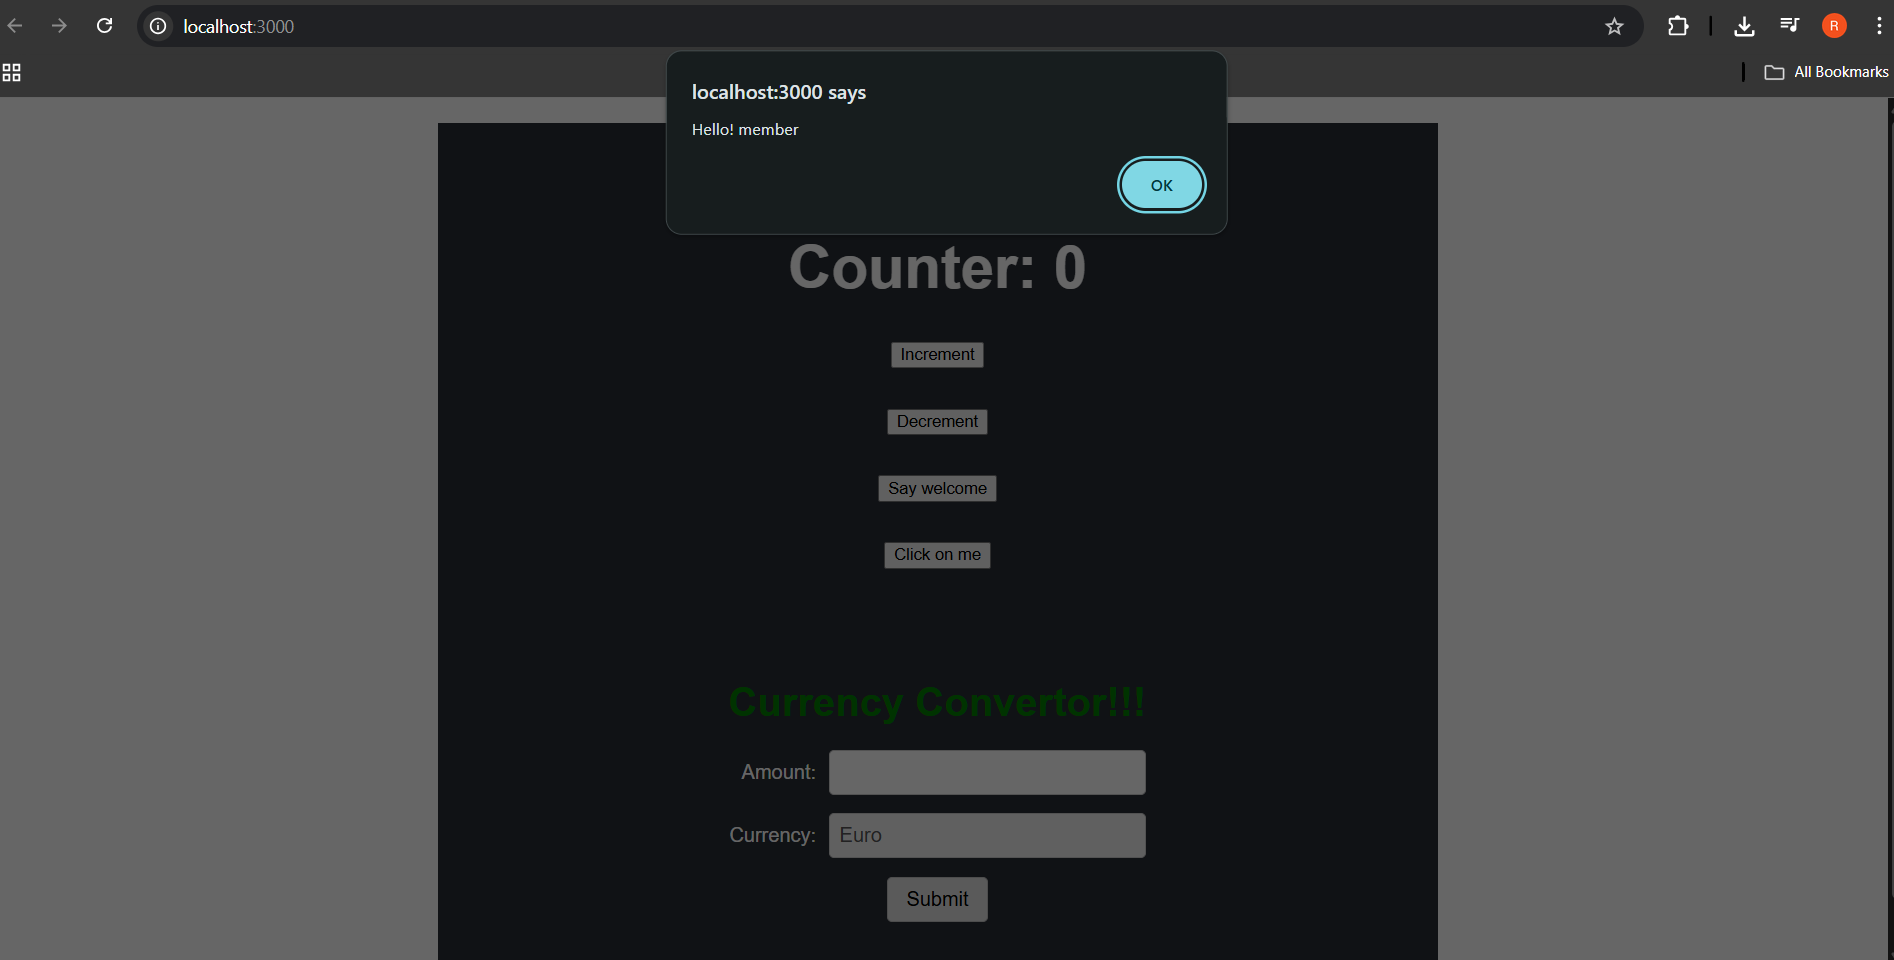 localhost:3000
R
All Bookmarks
localhost:3000 says
Hello! member
OK
Counter: 0
Increment
Decrement
Say welcome
Click on me
Currency Convertor!!!
Amount:
Currency: Euro
Submit